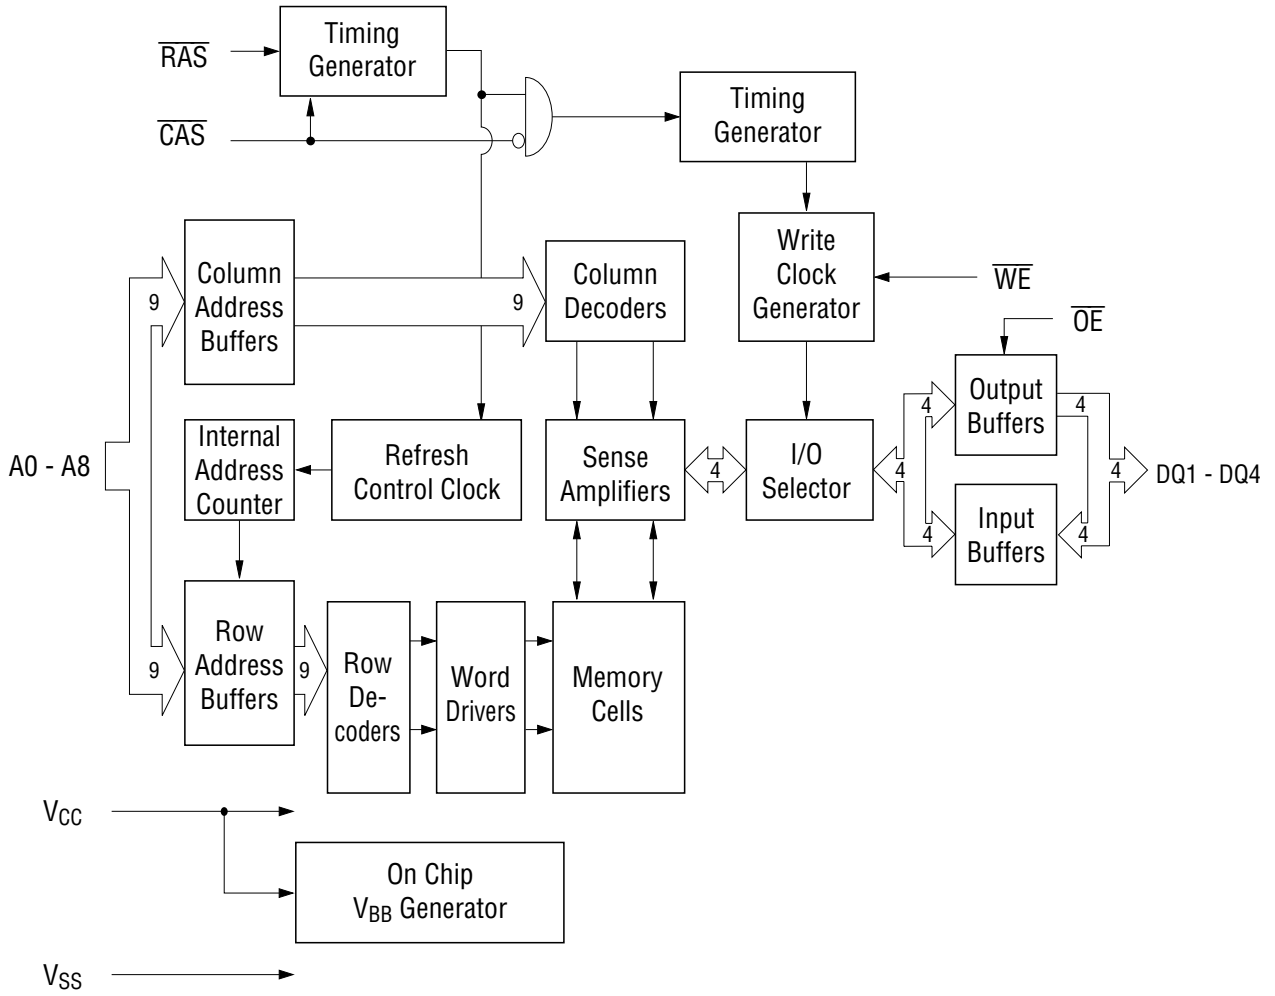 RAS
Timing
Generator
CAS
Timing
Generator
Column
Address
Buffers
9
9
Column
Decoders
Write
Clock
Generator
WE
OE
Output
Buffers
4
4
A0 - A8
Internal
Address
Counter
Refresh
Control Clock
Sense
Amplifiers
4
I/O
Selector
4
4
DQ1 - DQ4
Input
Buffers
4
4
9
Row
Address
Buffers
9
Row
De-
coders
Word
Drivers
Memory
Cells
VCC
On Chip
VBB Generator
VSS